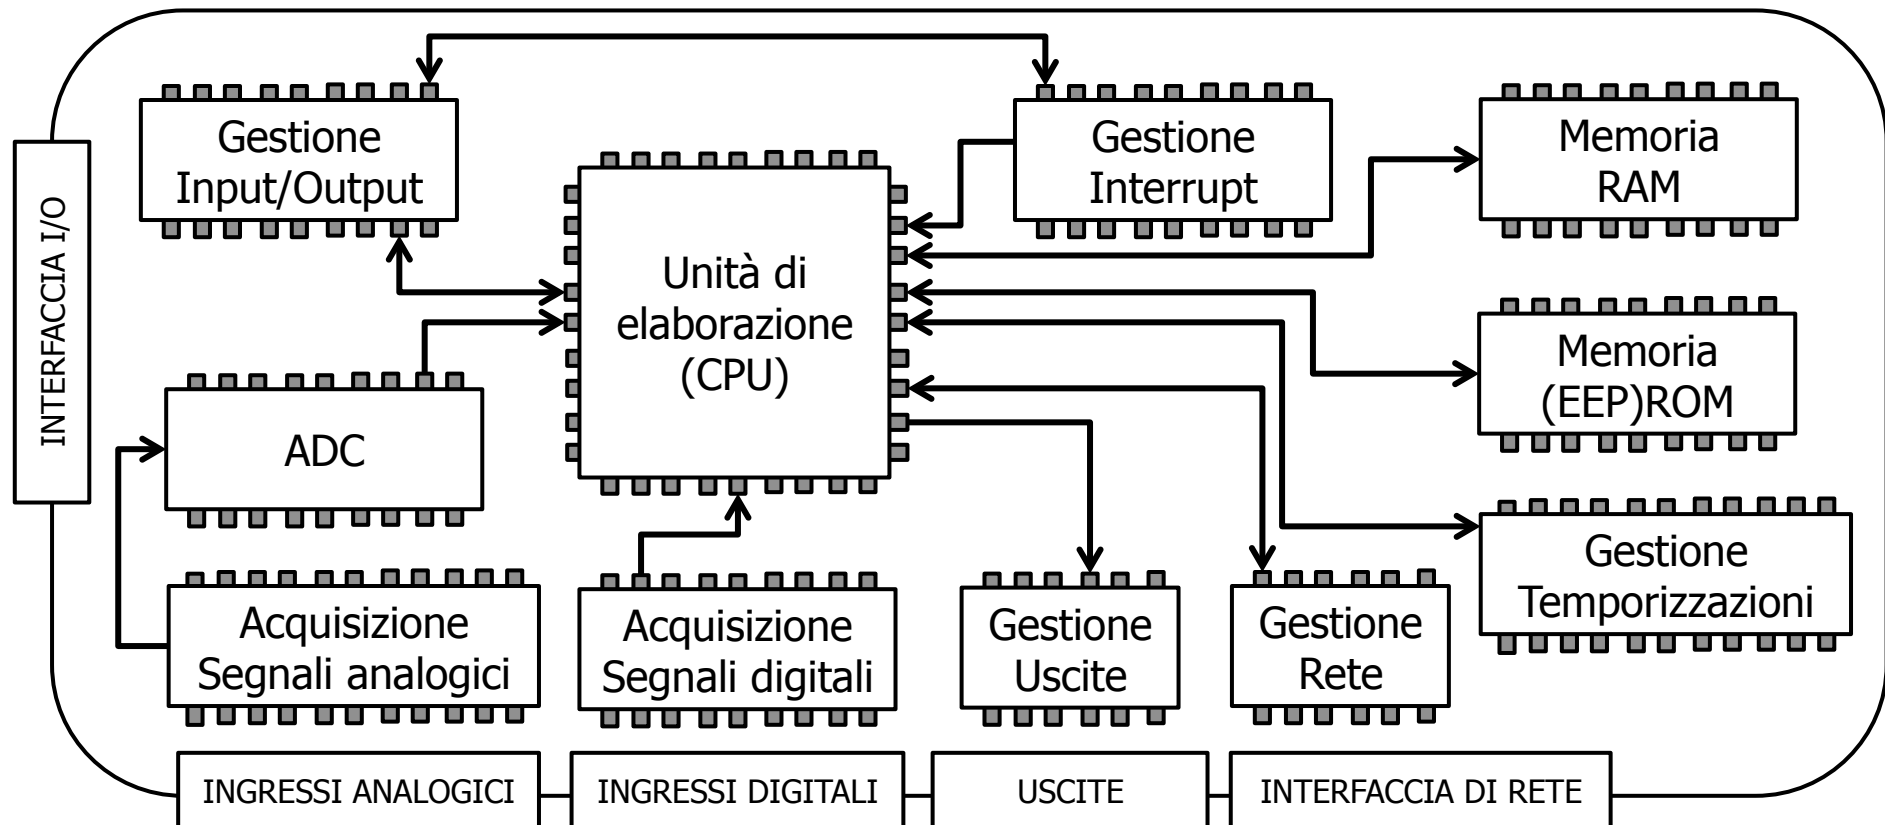 Gestione
Input/Output
Gestione
Interrupt
Memoria
RAM
INTERFACCIA I/O
Unità di
elaborazione
(CPU)
Memoria
(EEP)ROM
ADC
Gestione
Temporizzazioni
Acquisizione
Segnali analogici
Acquisizione
Segnali digitali
Gestione
Uscite
Gestione
Rete
INGRESSI ANALOGICI
INGRESSI DIGITALI
USCITE
INTERFACCIA DI RETE